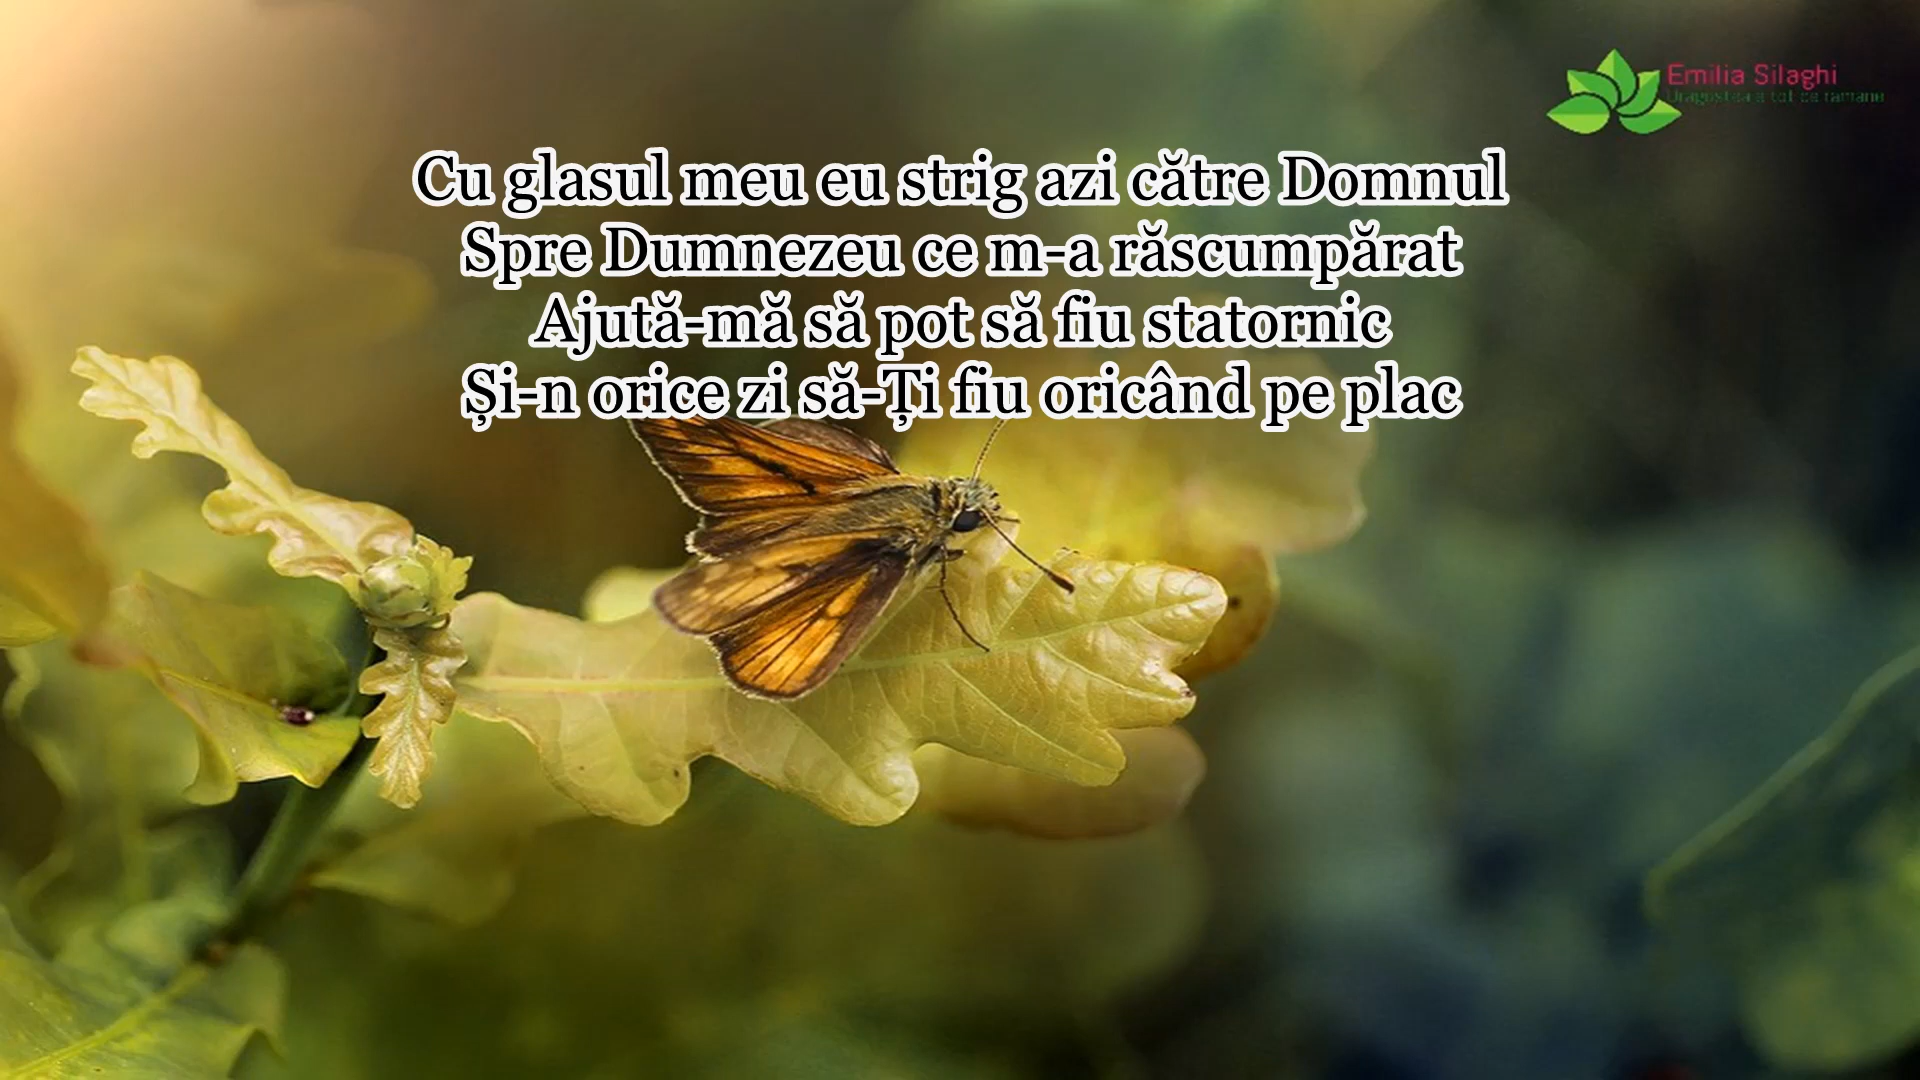 Emilia Silaghi
Cu glasul meu eu strig azi către Domnul
Spre Dumnezeu ce m-a răscumpărat
Ajută-mă să pot să fiu statornic
Și-n orice zi să-Ți fiu oricând pe plac